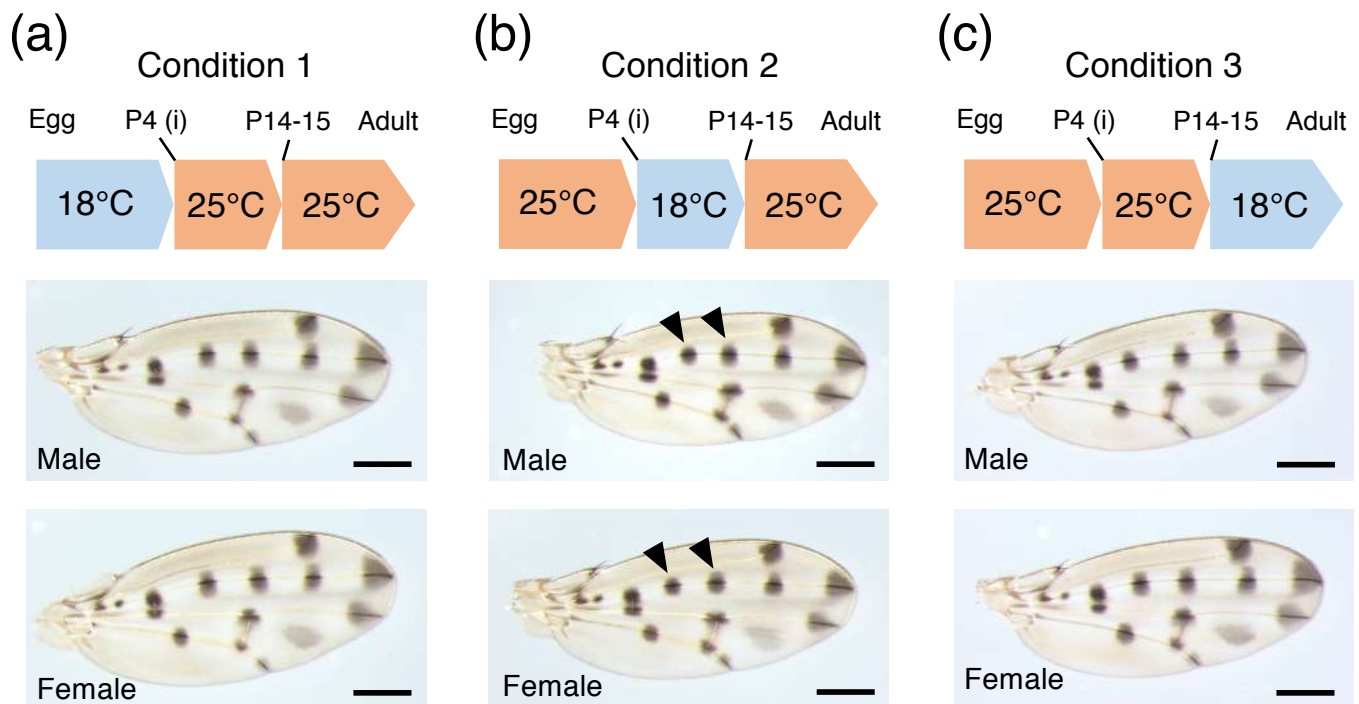 (a)
Condition 1
Egg P4 (i) P14-15 Adult
18°C 25°C 25°C
Male
Female
(b)
Condition 2
Egg P4 (i) P14-15 Adult
25°C 18°C 25°C
Male
Female
(c)
Condition 3
Egg P4 (i) P14-15 Adult
25°C 25°C 18°C
Male
Female